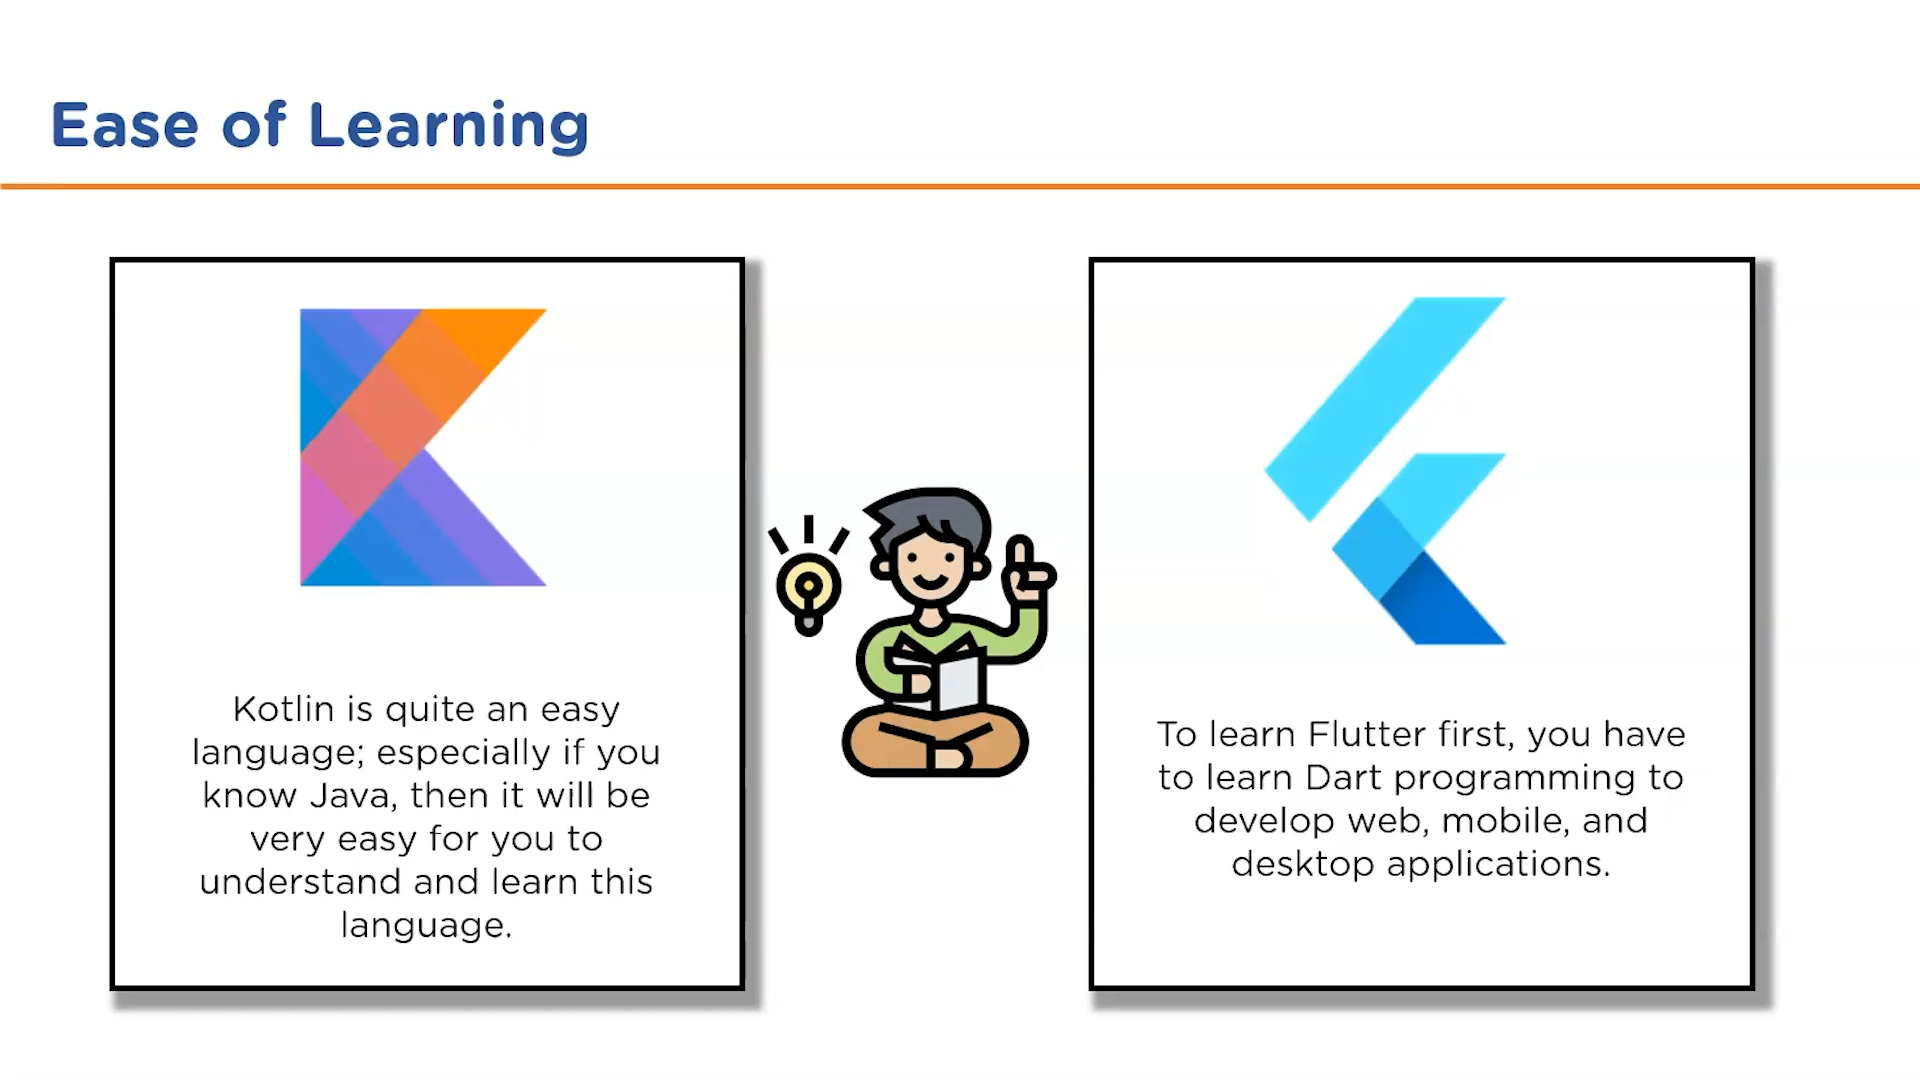 Ease of Learning
Kotlin is quite an easy
language; especially if you
know Java, then it will be
very easy for you to
understand and learn this
language.
To learn Flutter first, you have
to learn Dart programming to
develop web, mobile, and
desktop applications.